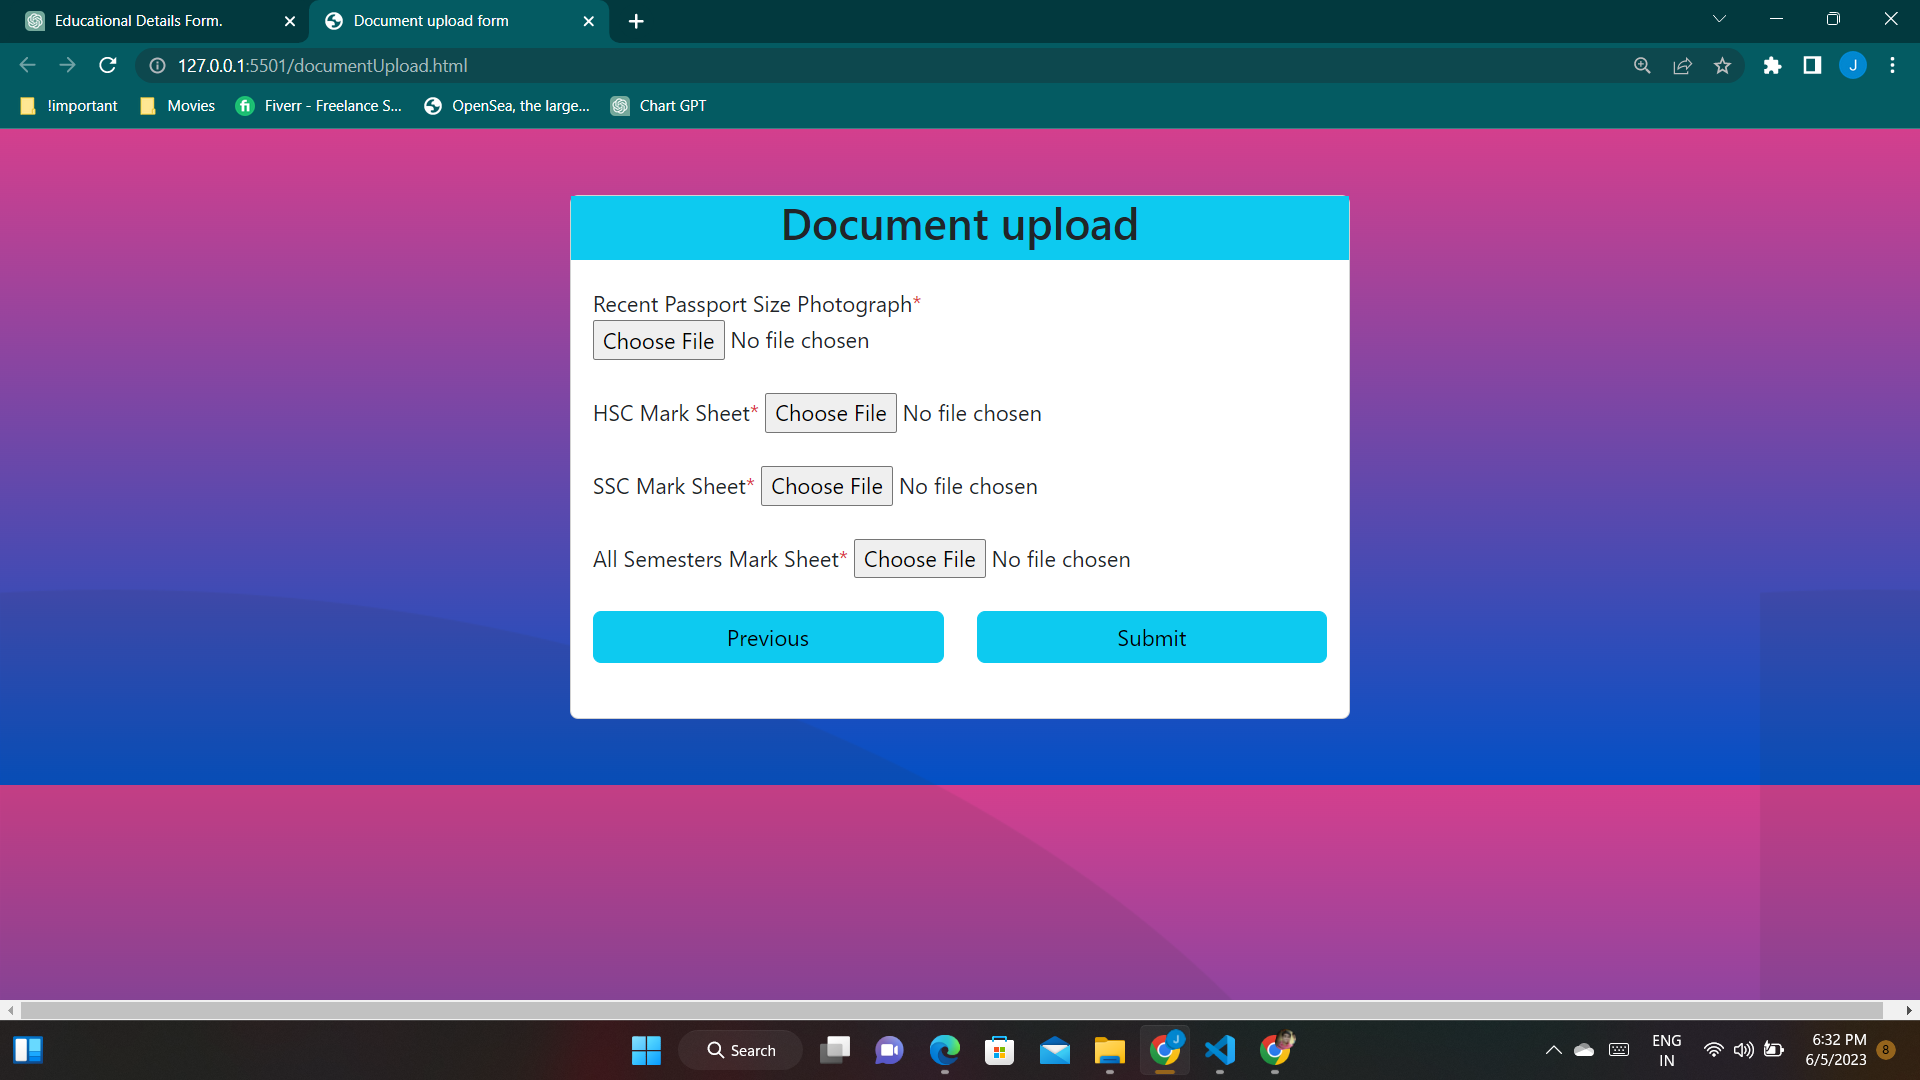 Educational Details Form.
Document upload form
127.0.0.1:5501/documentUpload.html
J
!important
Movies
Fiverr - Freelance S...
OpenSea, the large...
Chart GPT
Document upload
Recent Passport Size Photograph*
Choose File No file chosen
HSC Mark Sheet* Choose File No file chosen
SSC Mark Sheet* Choose File No file chosen
All Semesters Mark Sheet* Choose File No file chosen
Previous
Submit
Search
J
ENG
IN
6:32 PM
6/5/2023
8